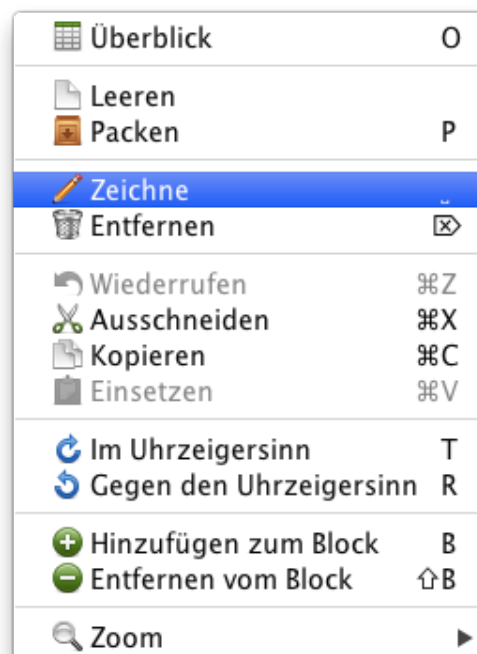 Überblick O
Leeren
Packen P
Zeichne ␣
Entfernen ⌦
Wiederrufen ⌘Z
Ausschneiden ⌘X
Kopieren ⌘C
Einsetzen ⌘V
Im Uhrzeigersinn T
Gegen den Uhrzeigersinn R
Hinzufügen zum Block B
Entfernen vom Block ⇧B
Zoom